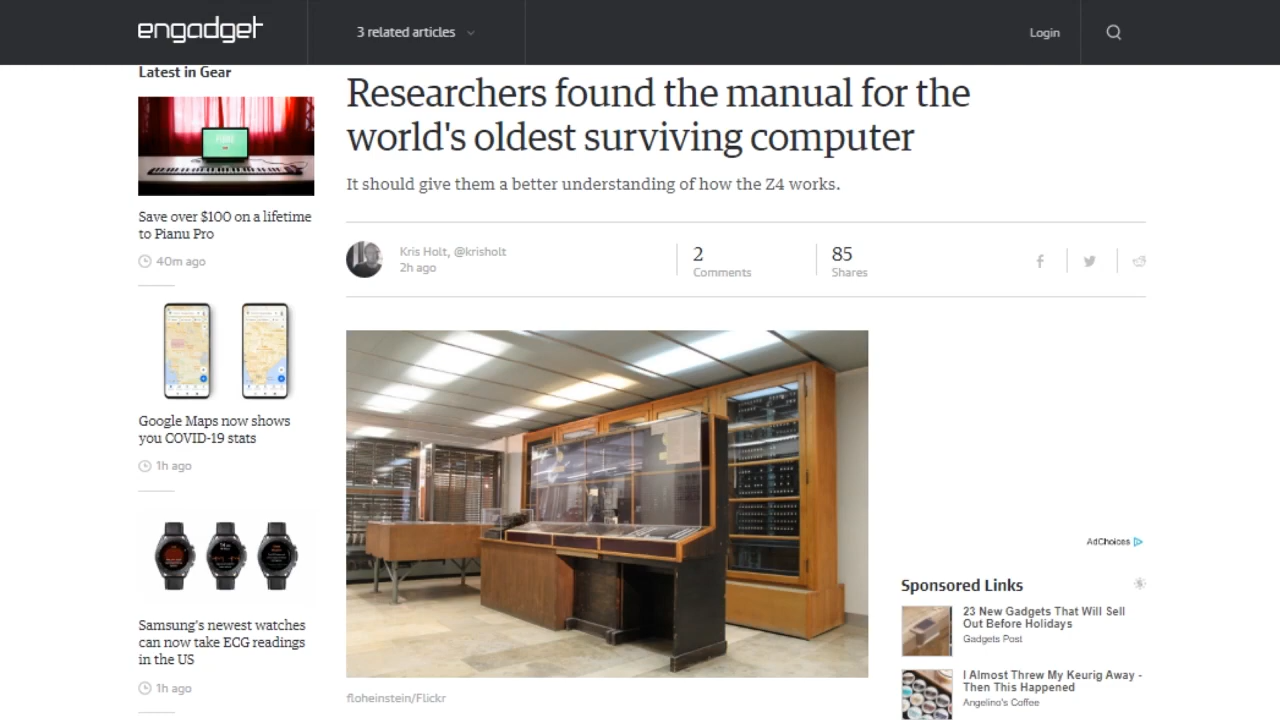 engadget
3 related articles
Login
Latest in Gear
Save over $100 on a lifetime
to Pianu Pro
40m ago
Google Maps now shows
you COVID-19 stats
1h ago
Samsung's newest watches
can now take ECG readings
in the US
1h ago
Researchers found the manual for the
world's oldest surviving computer
It should give them a better understanding of how the Z4 works.
Kris Holt, @krisholt
2h ago
2
Comments
85
Shares
floheinstein/Flickr
AdChoices
Sponsored Links
23 New Gadgets That Will Sell
Out Before Holidays
Gadgets Post
I Almost Threw My Keurig Away -
Then This Happened
Angelino's Coffee